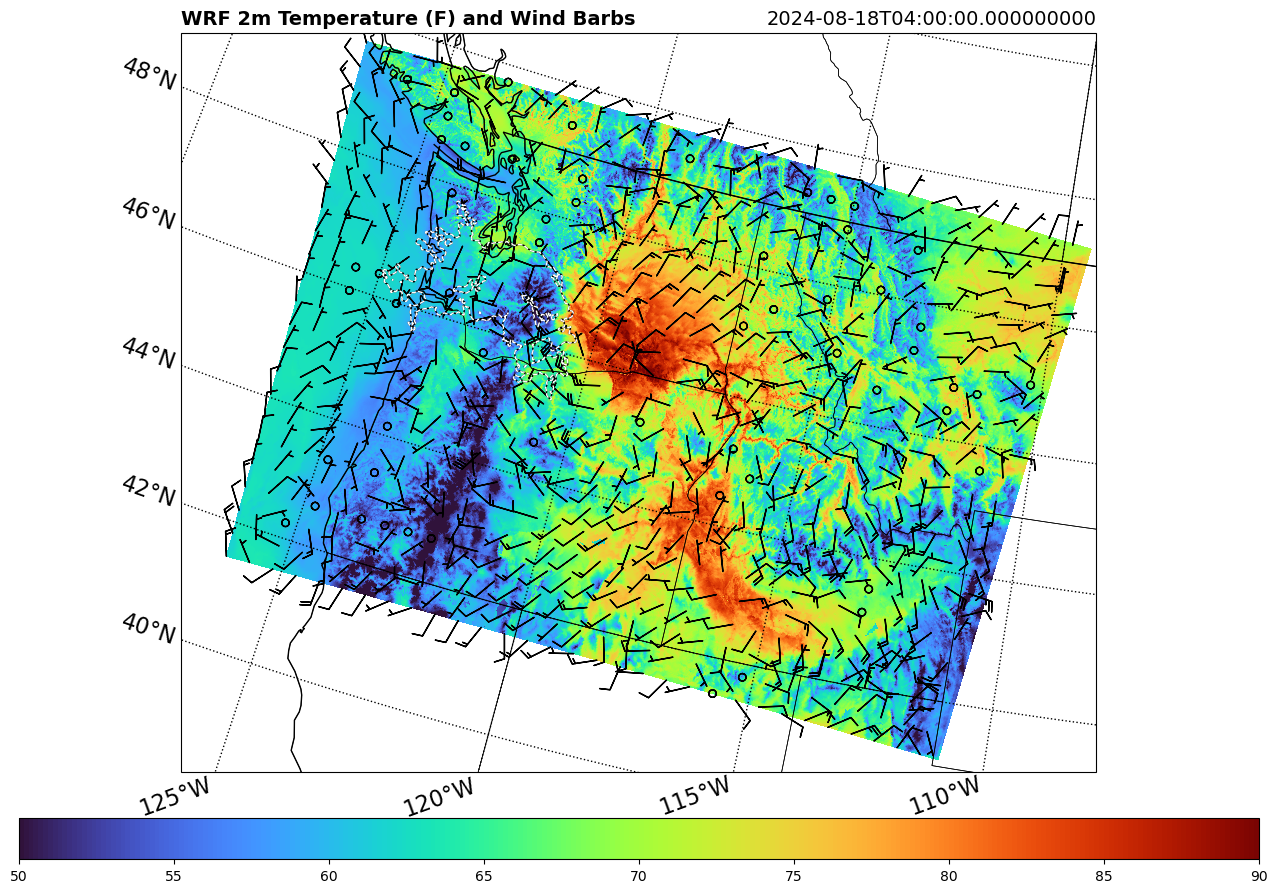 WRF 2m Temperature (F) and Wind Barbs
2024-08-18T04:00:00.000000000
48°N
46°N
44°N
42°N
40°N
125°W
120°W
115°W
110°W
50 55 60 65 70 75 80 85 90